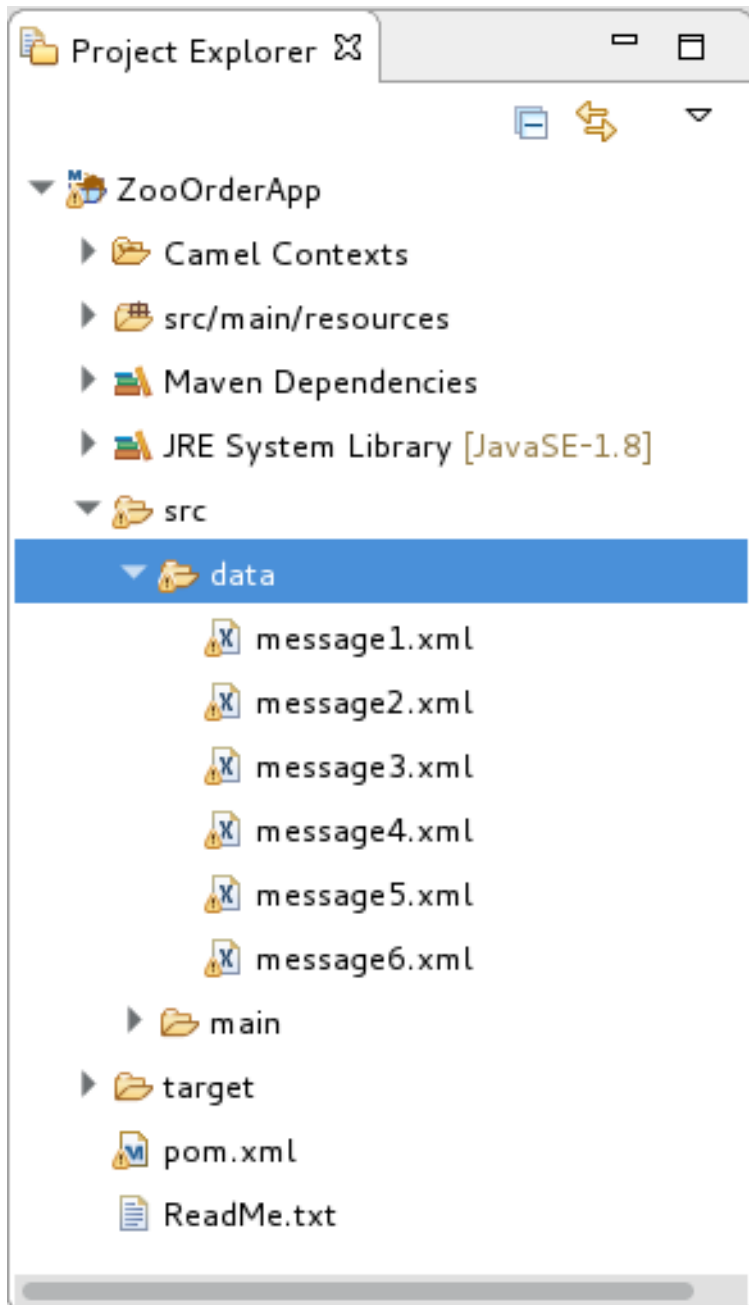 Project Explorer
ZooOrderApp
Camel Contexts
src/main/resources
Maven Dependencies
JRE System Library [JavaSE-1.8]
src
data
message1.xml
message2.xml
message3.xml
message4.xml
message5.xml
message6.xml
main
target
pom.xml
ReadMe.txt